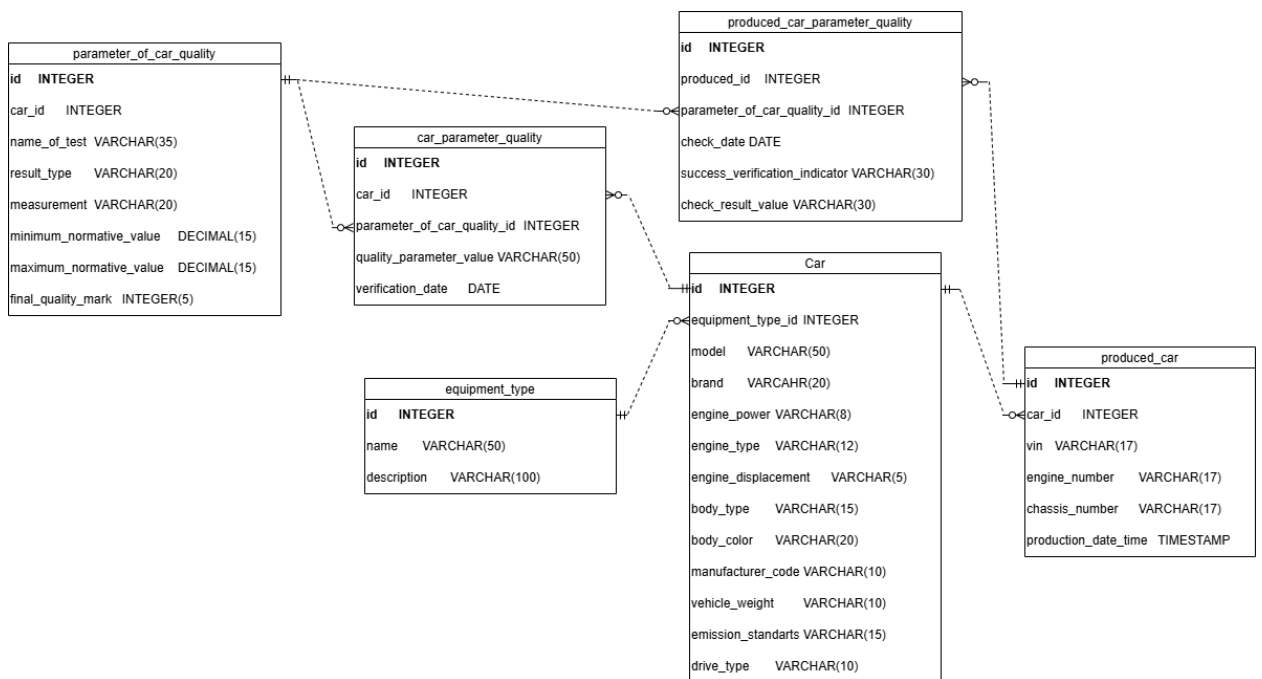 parameter_of_car_quality
id INTEGER
car_id INTEGER
name_of_test VARCHAR(35)
result_type VARCHAR(20)
measurement VARCHAR(20)
minimum_normative_value DECIMAL(15)
maximum_normative_value DECIMAL(15)
final_quality_mark INTEGER(5)
car_parameter_quality
id INTEGER
car_id INTEGER
parameter_of_car_quality_id INTEGER
quality_parameter_value VARCHAR(50)
verification_date DATE
equipment_type
id INTEGER
name VARCHAR(50)
description VARCHAR(100)
produced_car_parameter_quality
id INTEGER
produced_id INTEGER
parameter_of_car_quality_id INTEGER
check_date DATE
success_verification_indicator VARCHAR(30)
check_result_value VARCHAR(30)
Car
id INTEGER
equipment_type_id INTEGER
model VARCHAR(50)
brand VARCAHR(20)
engine_power VARCHAR(8)
engine_type VARCHAR(12)
engine_displacement VARCHAR(5)
body_type VARCHAR(15)
body_color VARCHAR(20)
manufacturer_code VARCHAR(10)
vehicle_weight VARCHAR(10)
emission_standarts VARCHAR(15)
drive_type VARCHAR(10)
produced_car
id INTEGER
car_id INTEGER
vin VARCHAR(17)
engine_number VARCHAR(17)
chassis_number VARCHAR(17)
production_date_time TIMESTAMP